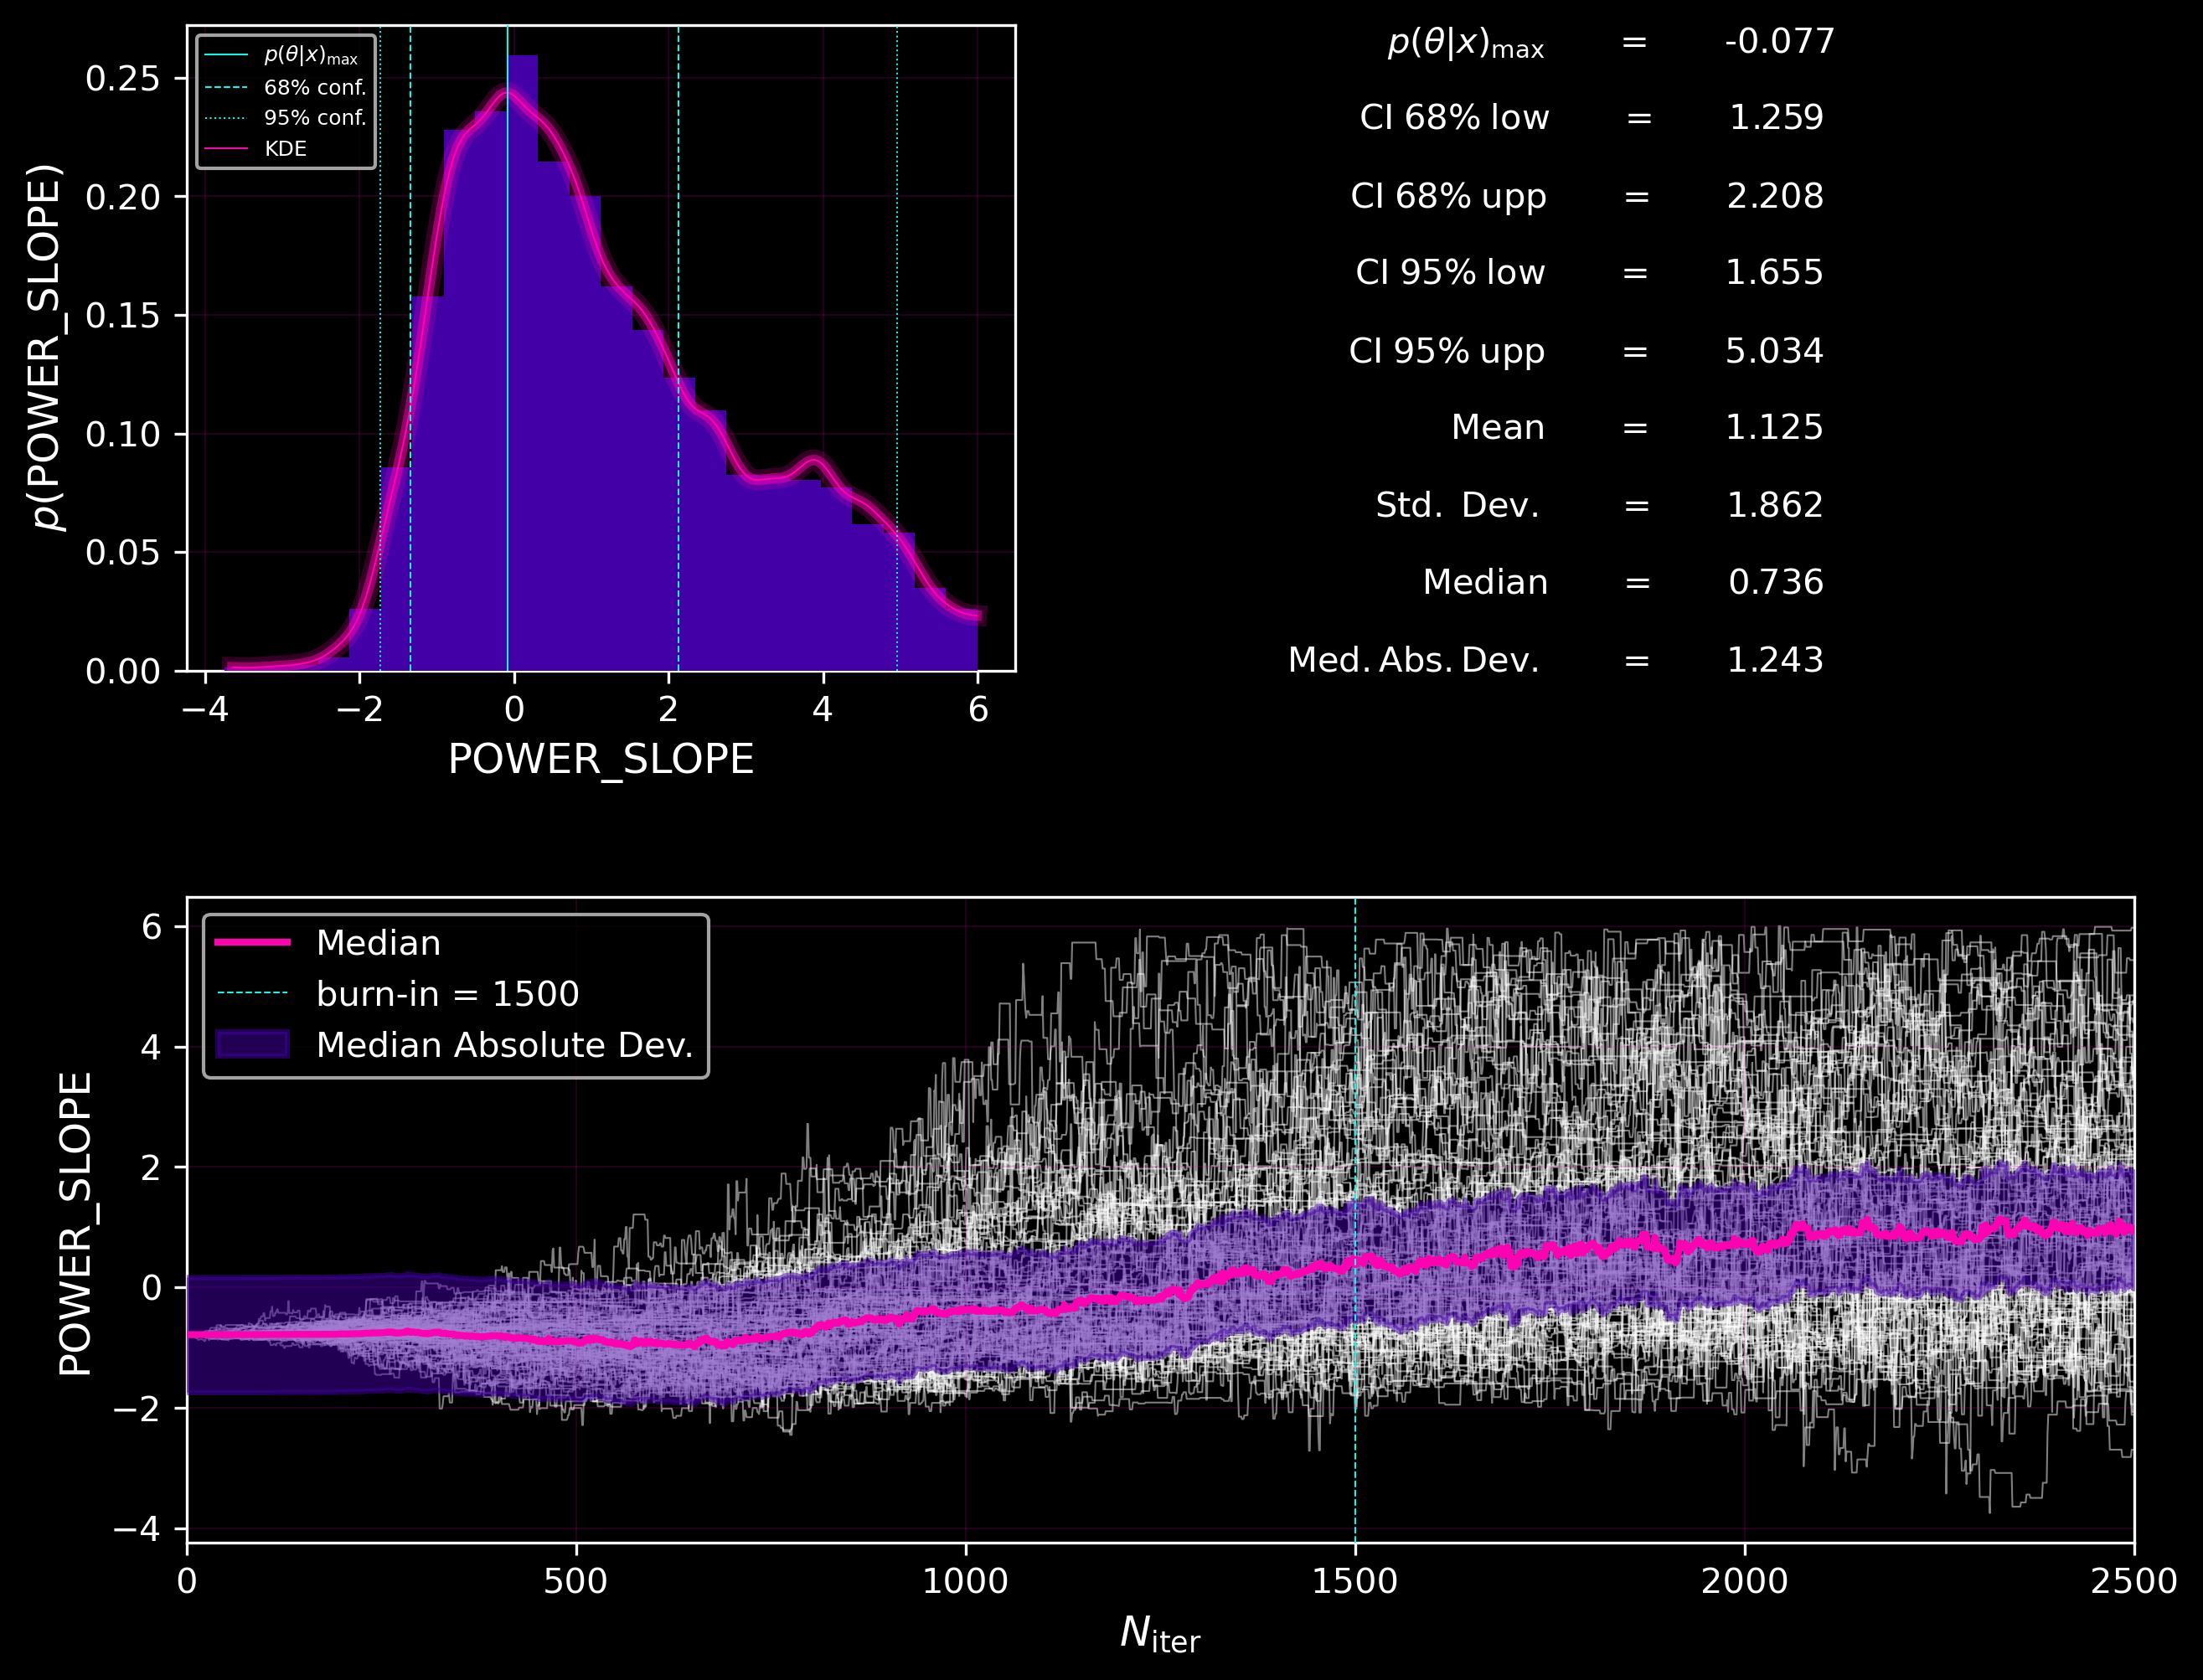 p(θ|x)max
68% conf.
95% conf.
KDE
0.25
0.20
0.15
0.10
0.05
0.00
p(POWER_SLOPE)
−4 −2 0 2 4 6
POWER_SLOPE
p(θ|x)max = -0.077
CI 68% low = 1.259
CI 68% upp = 2.208
CI 95% low = 1.655
CI 95% upp = 5.034
Mean = 1.125
Std. Dev. = 1.862
Median = 0.736
Med. Abs. Dev. = 1.243
Median
burn-in = 1500
Median Absolute Dev.
6
4
2
0
−2
−4
POWER_SLOPE
0 500 1000 1500 2000 2500
Niter